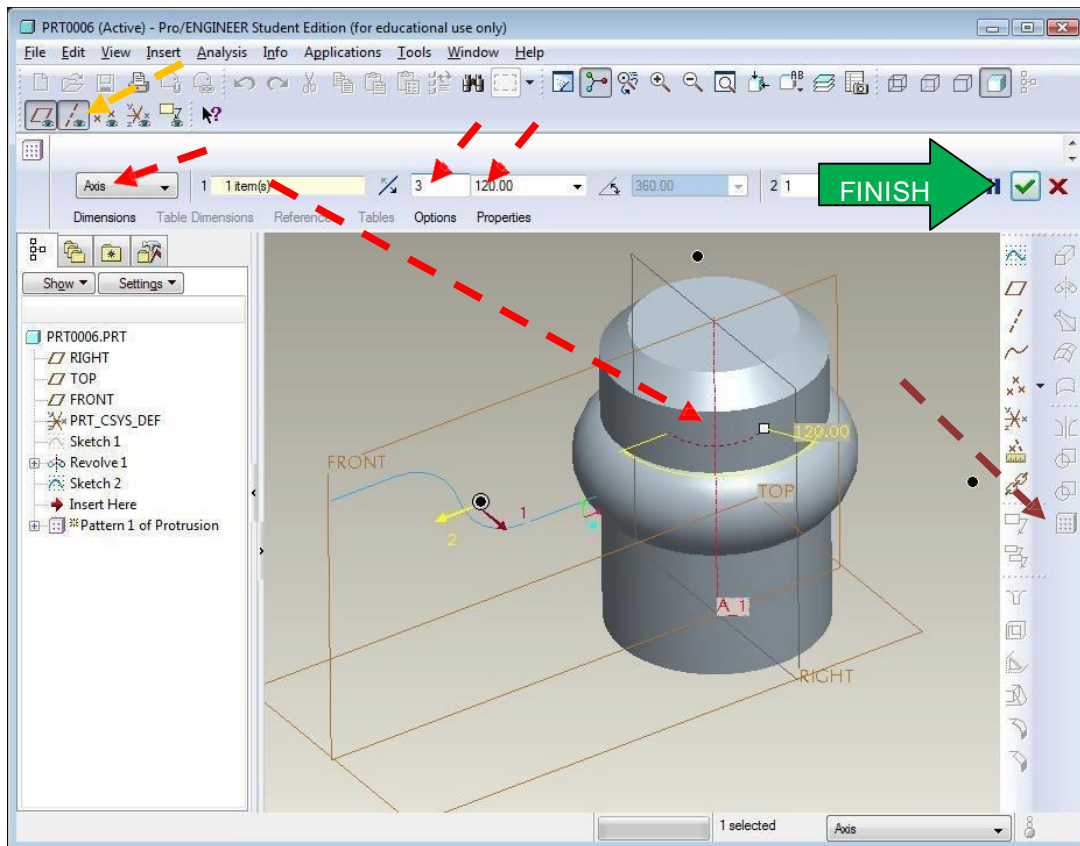 PRT0006 (Active) - Pro/ENGINEER Student Edition (for educational use only)
File Edit View Insert Analysis Info Applications Tools Window Help
Axis 1 1 item(s) 3 120.00 360.00 2 1 FINISH
Dimensions Table Dimensions References Tables Options Properties
Show Settings
PRT0006.PRT
RIGHT
TOP
FRONT
PRT_CSYS_DEF
Sketch 1
Revolve 1
Sketch 2
Insert Here
Pattern 1 of Protrusion
120.00
FRONT
TOP
1
2
A_1
RIGHT
1 selected Axis